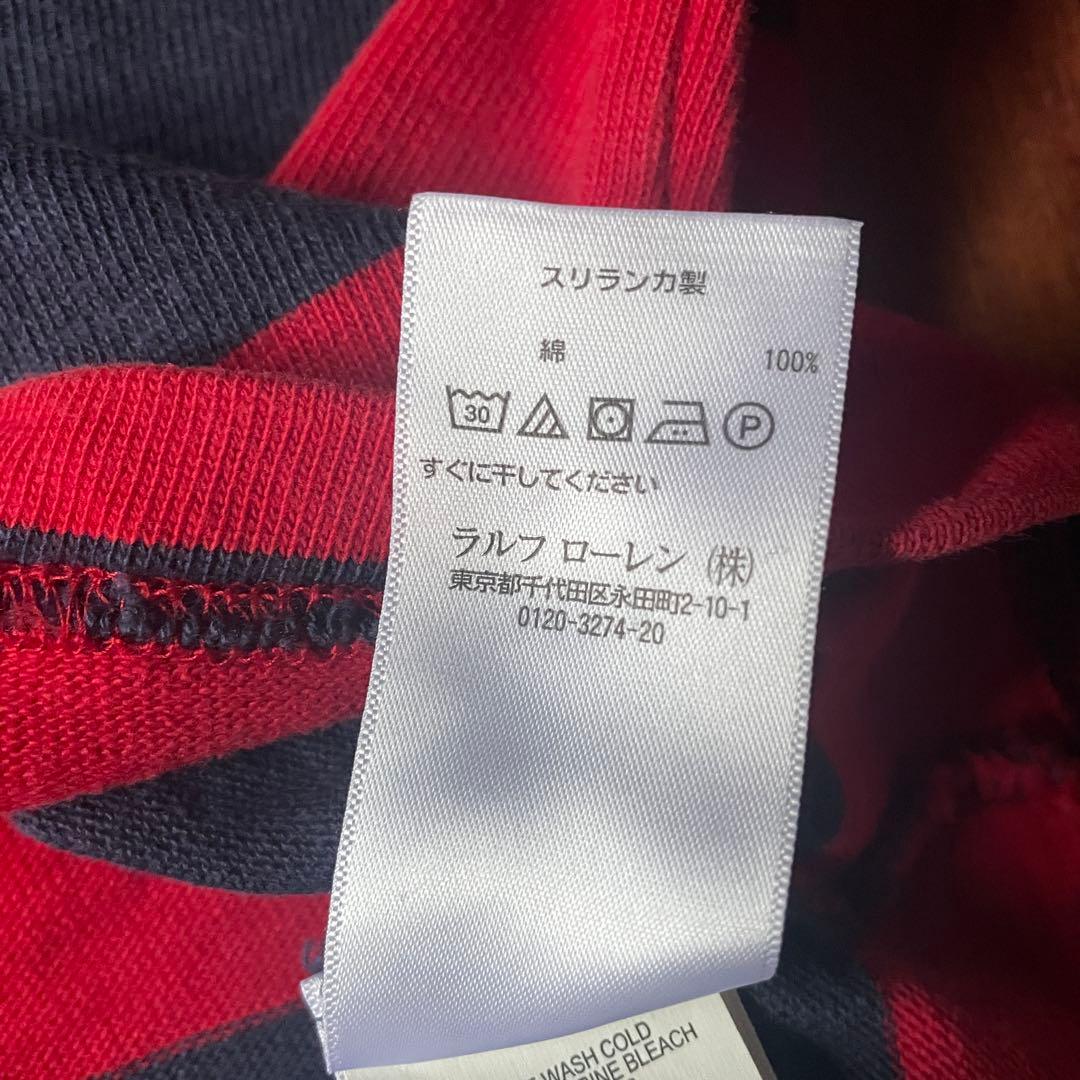 スリランカ製
綿 100%
30 P
すぐに干してください
ラルフ ローレン (株)
東京都千代田区永田町2-10-1
0120-3274-20
WASH COLD
BLEACH